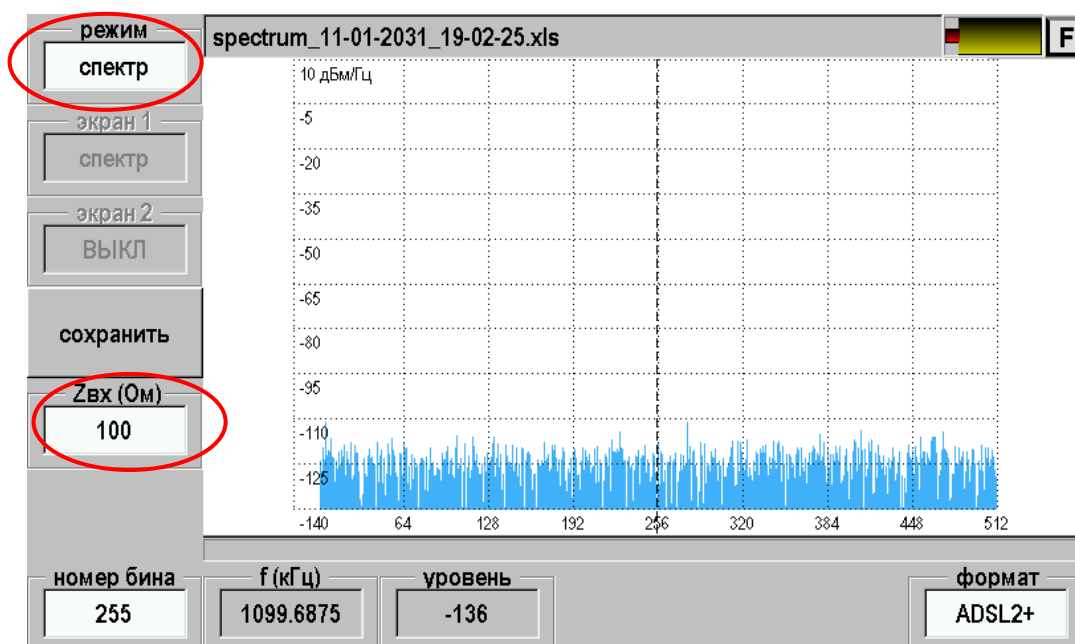 режим
спектр
spectrum_11-01-2031_19-02-25.xls
F
экран 1
спектр
экран 2
ВЫКЛ
сохранить
Zвх (Ом)
100
10 дБм/Гц
-5
-20
-35
-50
-65
-80
-95
-110
-125
-140 64 128 192 256 320 384 448 512
номер бина
255
f (кГц)
1099.6875
уровень
-136
формат
ADSL2+